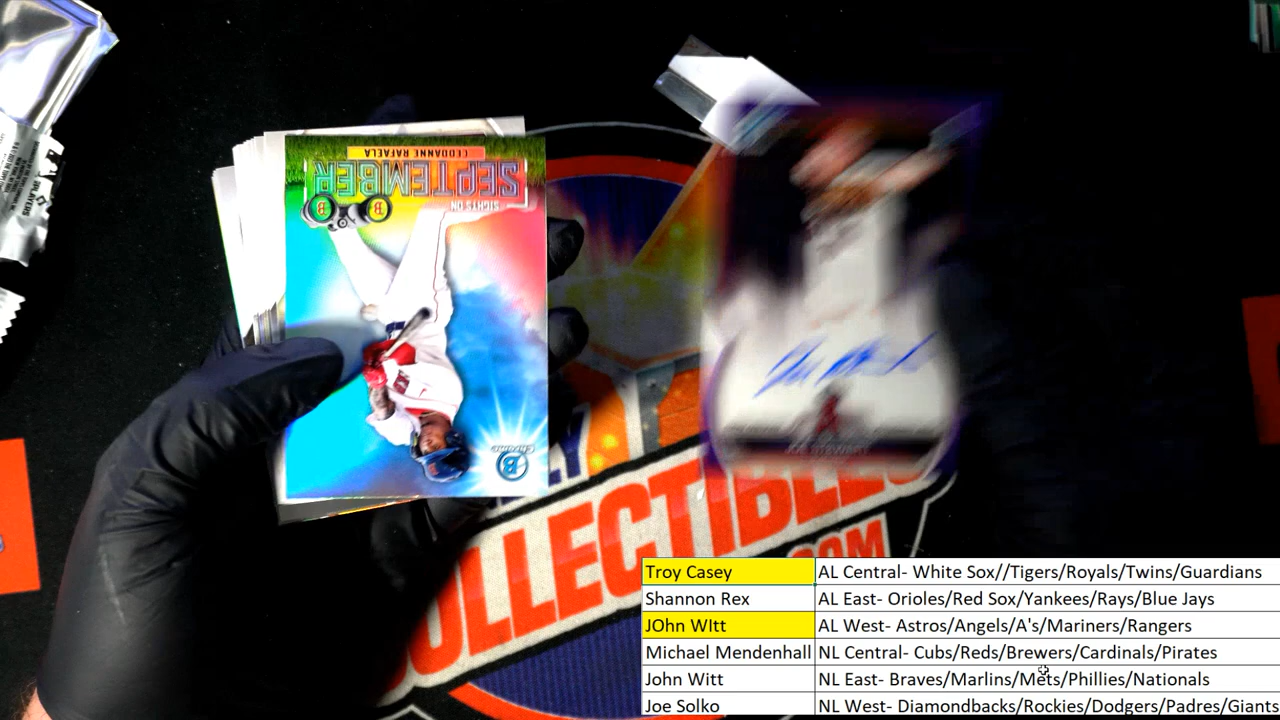 CEDDANNE RAFAELA
SEPTEMBER
SIGHTS ON
B B
CHROME
B
PLAYERS
COLLECTIBLES
.COM
Troy Casey AL Central- White Sox//Tigers/Royals/Twins/Guardians
Shannon Rex AL East- Orioles/Red Sox/Yankees/Rays/Blue Jays
JOhn WItt AL West- Astros/Angels/A's/Mariners/Rangers
Michael Mendenhall NL Central- Cubs/Reds/Brewers/Cardinals/Pirates
John Witt NL East- Braves/Marlins/Mets/Phillies/Nationals
Joe Solko NL West- Diamondbacks/Rockies/Dodgers/Padres/Giants